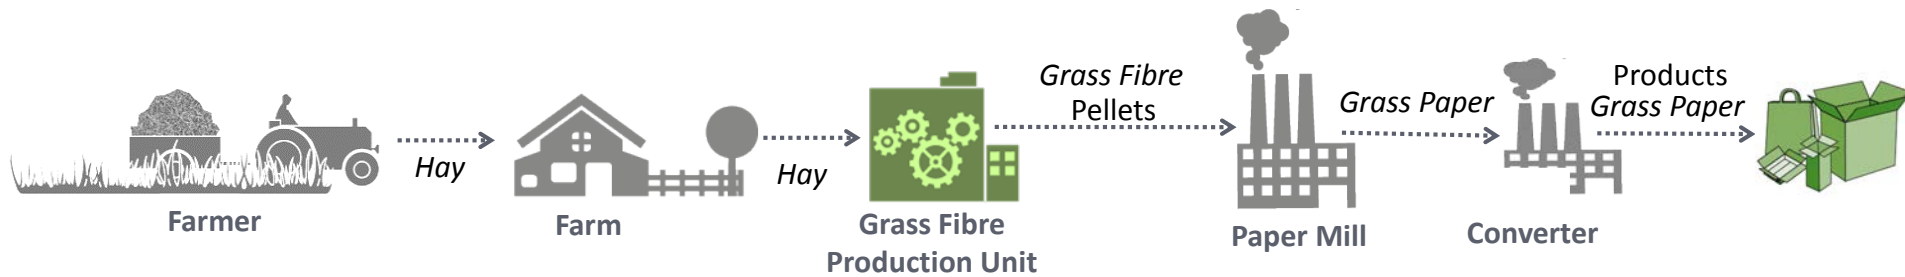 Farmer
Hay
Farm
Hay
Grass Fibre
Production Unit
Grass Fibre
Pellets
Paper Mill
Grass Paper
Converter
Products
Grass Paper